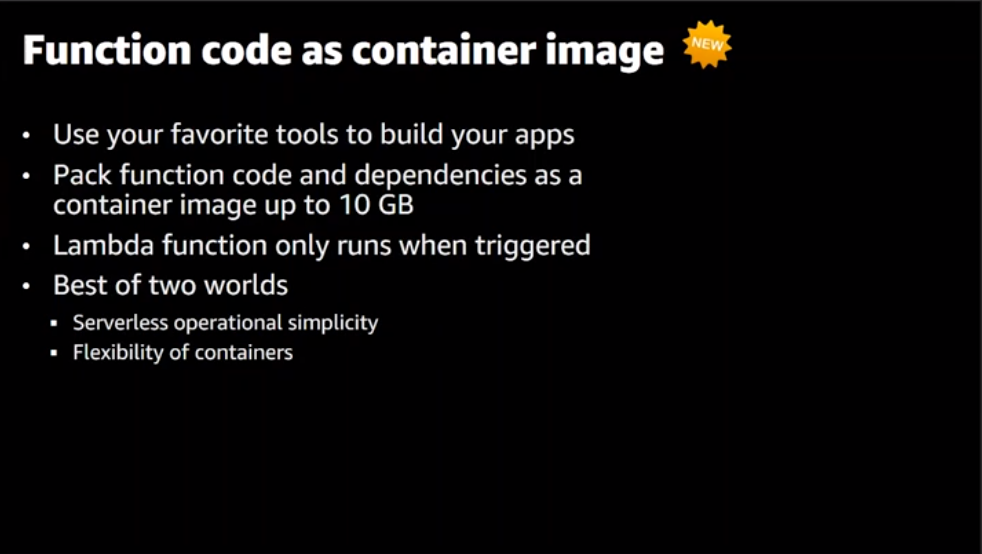 Function code as container image NEW
• Use your favorite tools to build your apps
• Pack function code and dependencies as a
container image up to 10 GB
• Lambda function only runs when triggered
• Best of two worlds
▪ Serverless operational simplicity
▪ Flexibility of containers